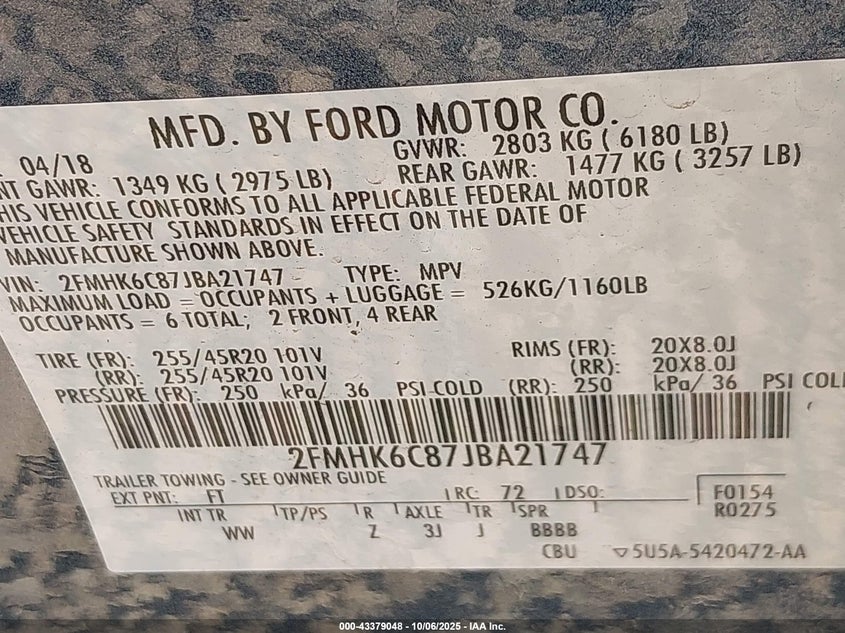 MFD. BY FORD MOTOR CO.
04/18 GVWR: 2803 KG ( 6180 LB)
NT GAWR: 1349 KG ( 2975 LB) REAR GAWR: 1477 KG ( 3257 LB)
HIS VEHICLE CONFORMS TO ALL APPLICABLE FEDERAL MOTOR
VEHICLE SAFETY STANDARDS IN EFFECT ON THE DATE OF
MANUFACTURE SHOWN ABOVE.
VIN: 2FMHK6C87JBA21747 TYPE: MPV
MAXIMUM LOAD = OCCUPANTS + LUGGAGE = 526KG/1160LB
OCCUPANTS = 6 TOTAL; 2 FRONT, 4 REAR
TIRE (FR): 255/45R20 101V RIMS (FR): 20X8.0J
(RR): 255/45R20 101V (RR): 20X8.0J
PRESSURE (FR): 250 kPa/ 36 PSI COLD (RR): 250 kPa/ 36 PSI COL
2FMHK6C87JBA21747
TRAILER TOWING - SEE OWNER GUIDE
EXT PNT: FT RC: 72 DSO: F0154
INT TR TP/PS R AXLE TR SPR R0275
WW Z 3J J BBBB
CBU ▽5U5A-5420472-AA
000-43379048 - 10/06/2025 - IAA Inc.